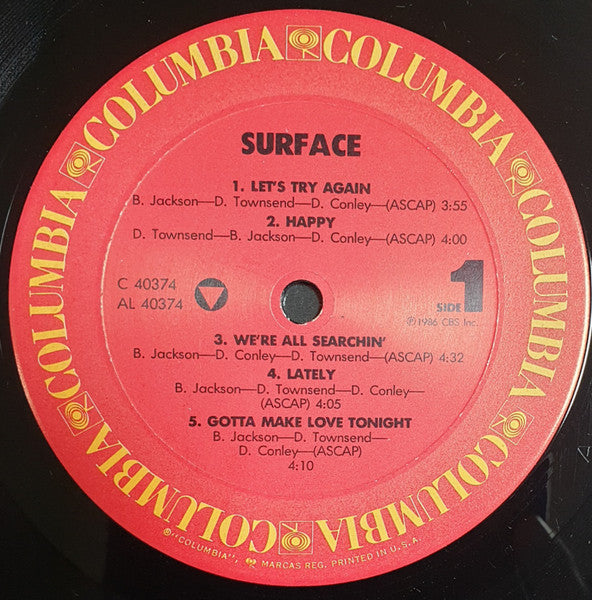 COLUMBIA COLUMBIA COLUMBIA COLUMBIA COLUMBIA COLUMBIA COLUMBIA COLUMBIA
SURFACE
1. LET'S TRY AGAIN
B. Jackson—D. Townsend—D. Conley—(ASCAP) 3:55
2. HAPPY
D. Townsend—B. Jackson—D. Conley—(ASCAP) 4:00
C 40374
AL 40374
SIDE 1
℗1986 CBS Inc.
3. WE'RE ALL SEARCHIN'
B. Jackson—D. Conley—D. Townsend—(ASCAP) 4:32
4. LATELY
B. Jackson—D. Townsend—D. Conley—
(ASCAP) 4:05
5. GOTTA MAKE LOVE TONIGHT
B. Jackson—D. Townsend—
D. Conley—(ASCAP)
4:10
®"COLUMBIA", MARCAS REG. PRINTED IN U.S.A.